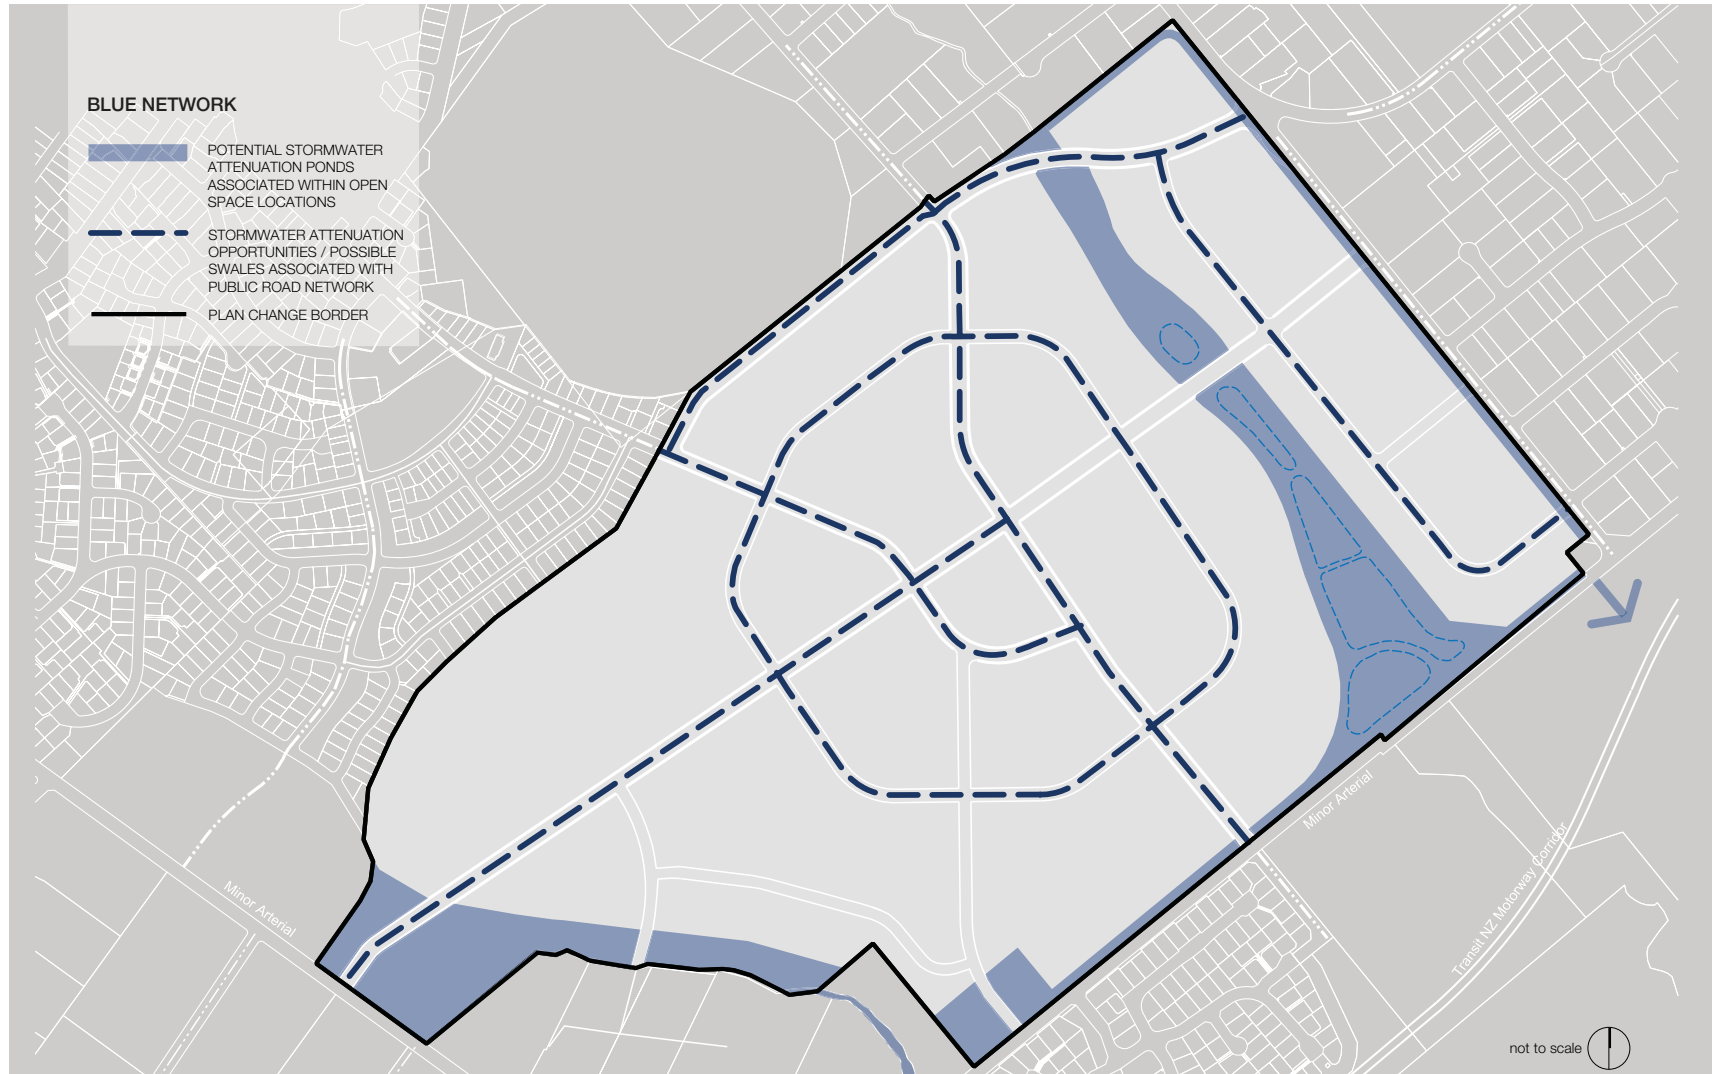 BLUE NETWORK
POTENTIAL STORMWATER
ATTENUATION PONDS
ASSOCIATED WITHIN OPEN
SPACE LOCATIONS
STORMWATER ATTENUATION
OPPORTUNITIES / POSSIBLE
SWALES ASSOCIATED WITH
PUBLIC ROAD NETWORK
PLAN CHANGE BORDER
Minor Arterial
Minor Arterial
Transit NZ Motorway Corridor
not to scale